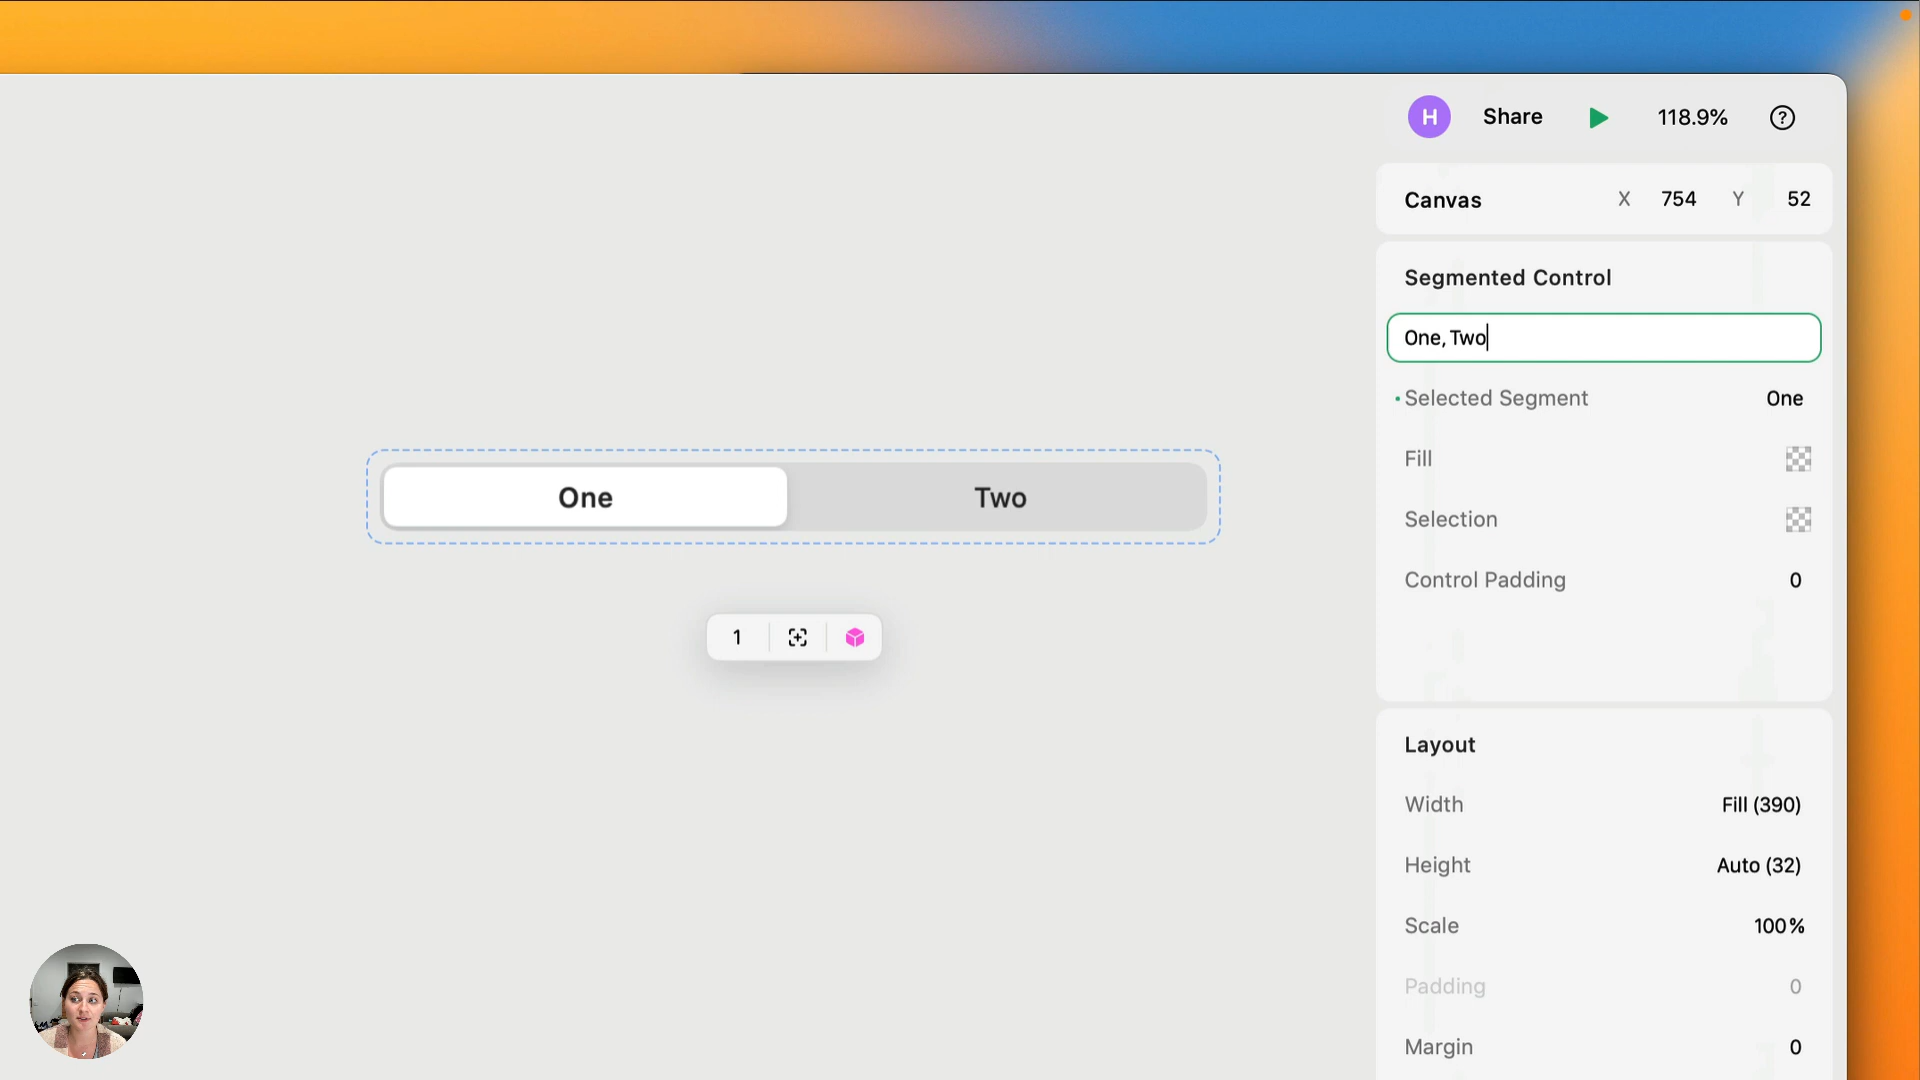 H Share 118.9% ?
Canvas X 754 Y 52
Segmented Control
One, Two
Selected Segment One
Fill
Selection
Control Padding 0
One Two
1
Layout
Width Fill (390)
Height Auto (32)
Scale 100%
Padding 0
Margin 0